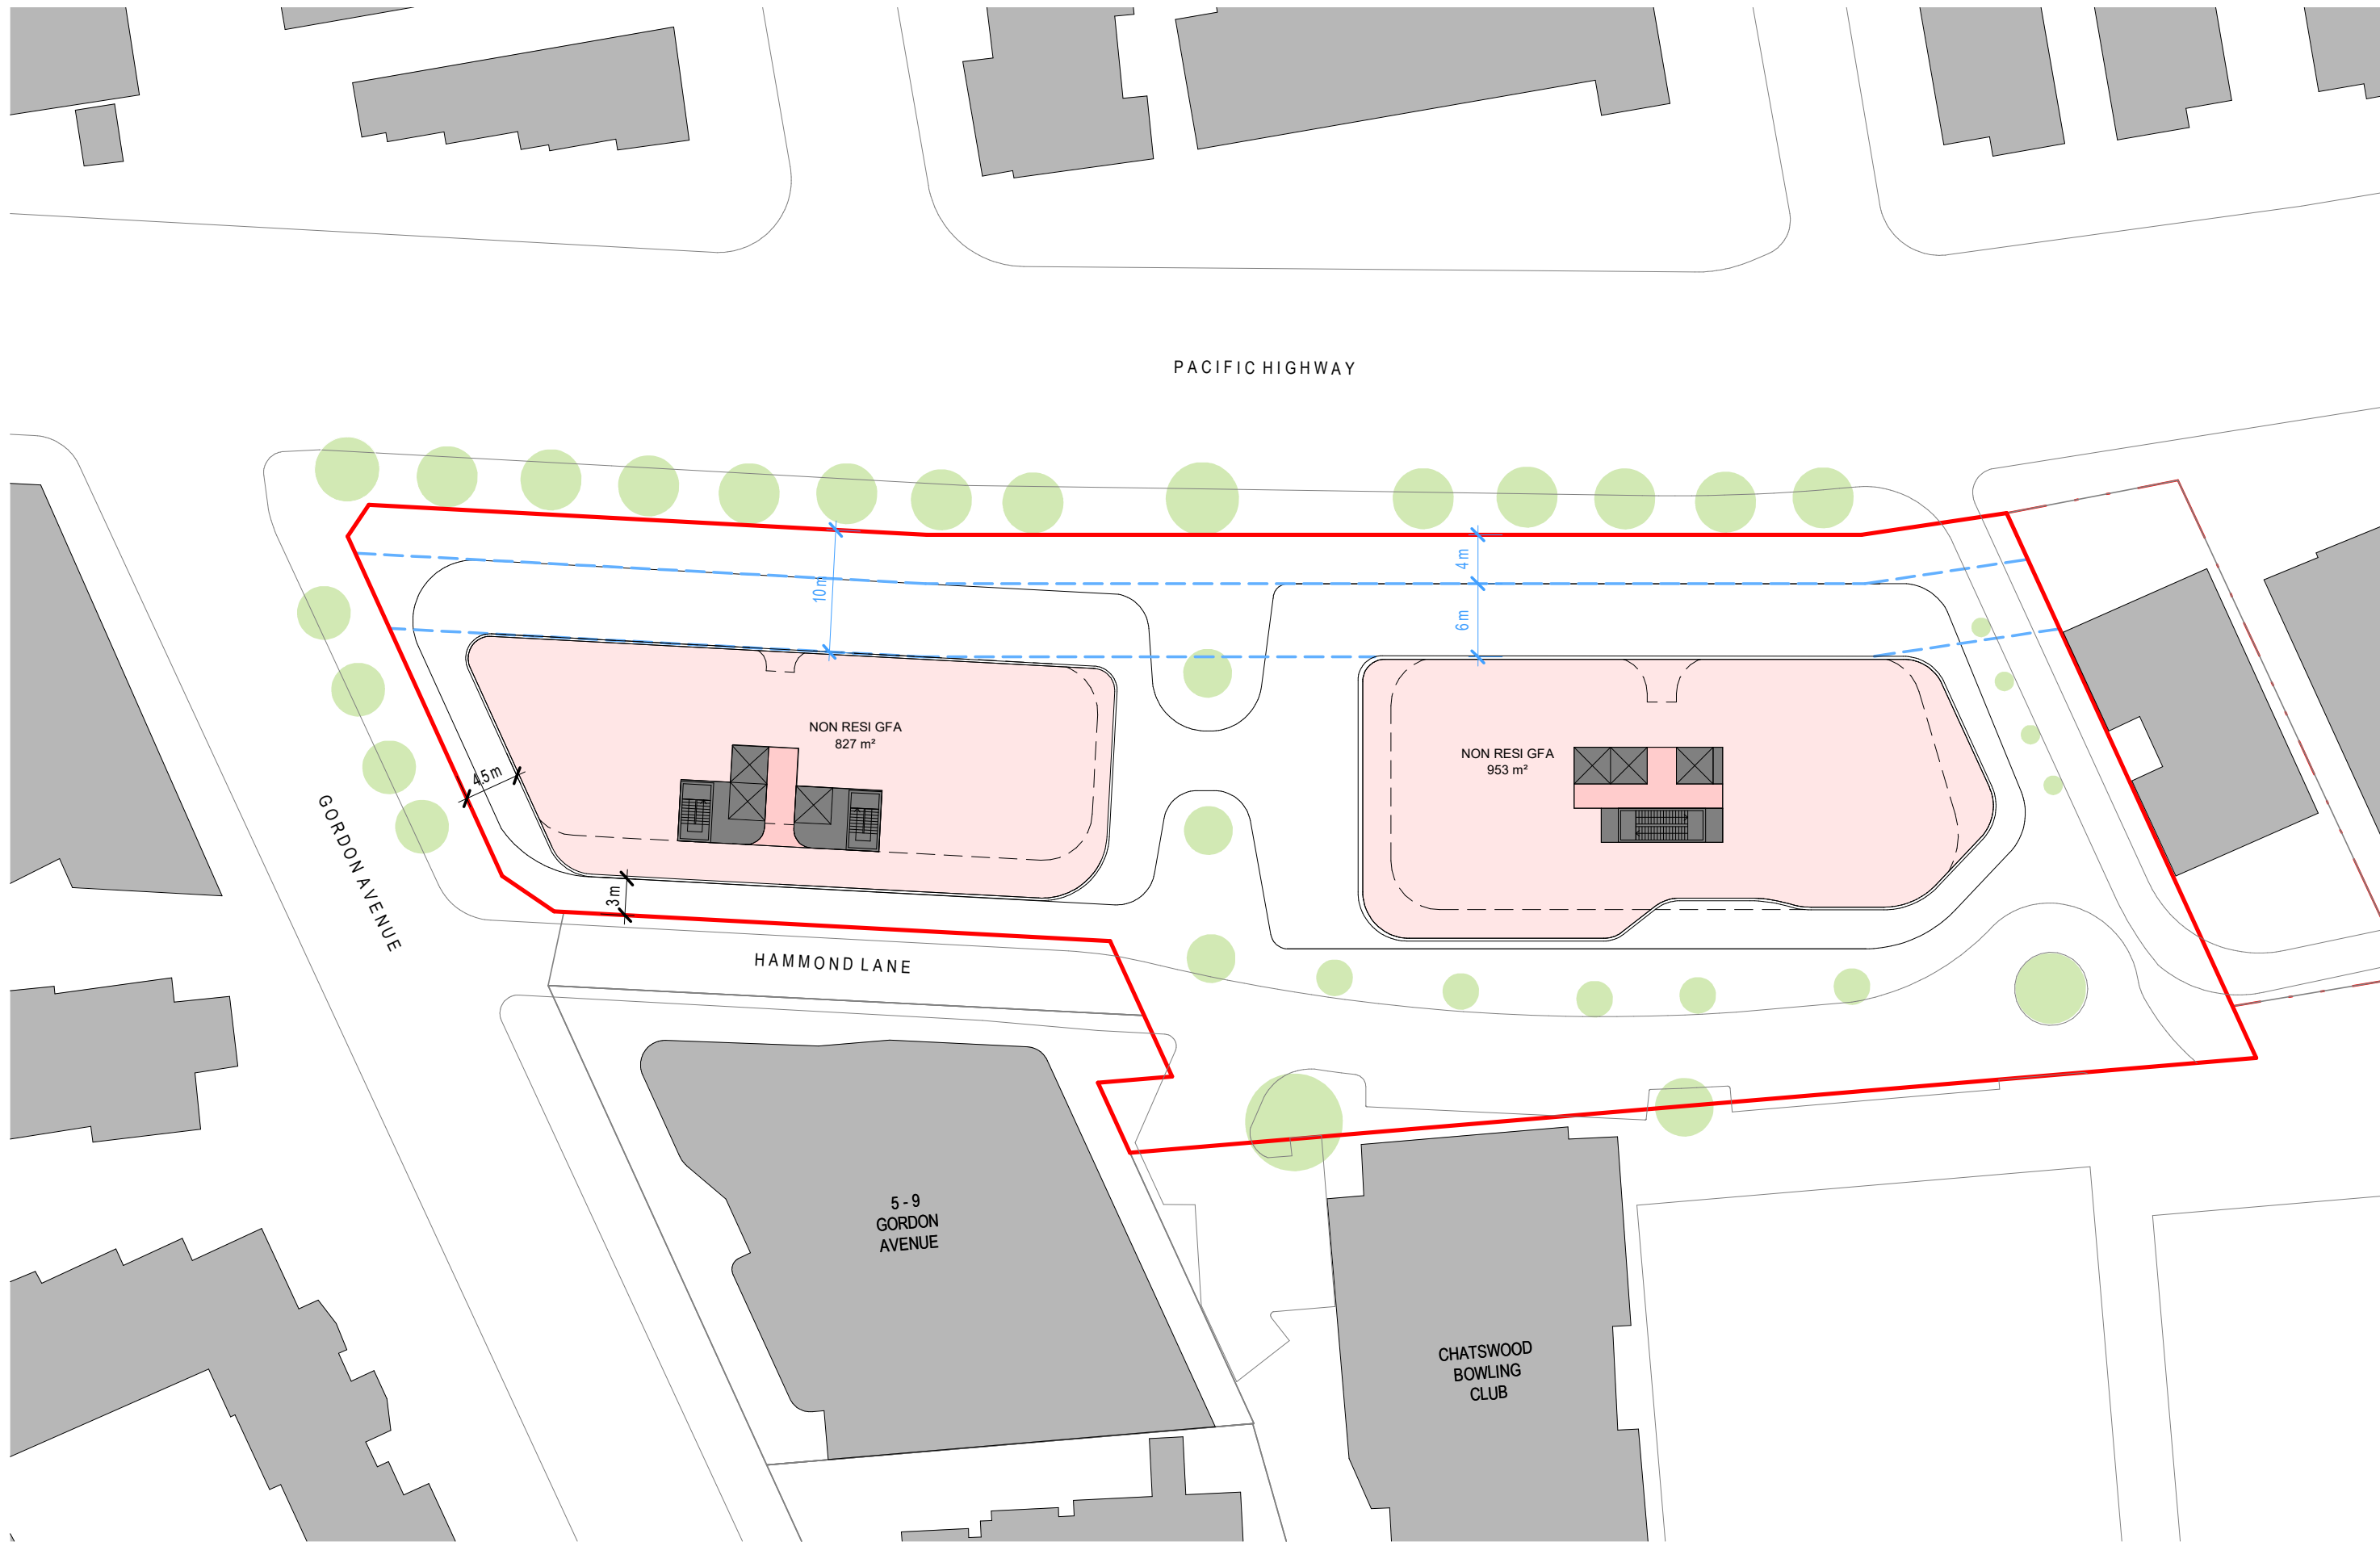 PACIFIC HIGHWAY
10 m
4 m
6 m
NON RESI GFA
827 m²
NON RESI GFA
953 m²
4.5 m
3 m
GORDON AVENUE
HAMMOND LANE
5 - 9
GORDON
AVENUE
CHATSWOOD
BOWLING
CLUB